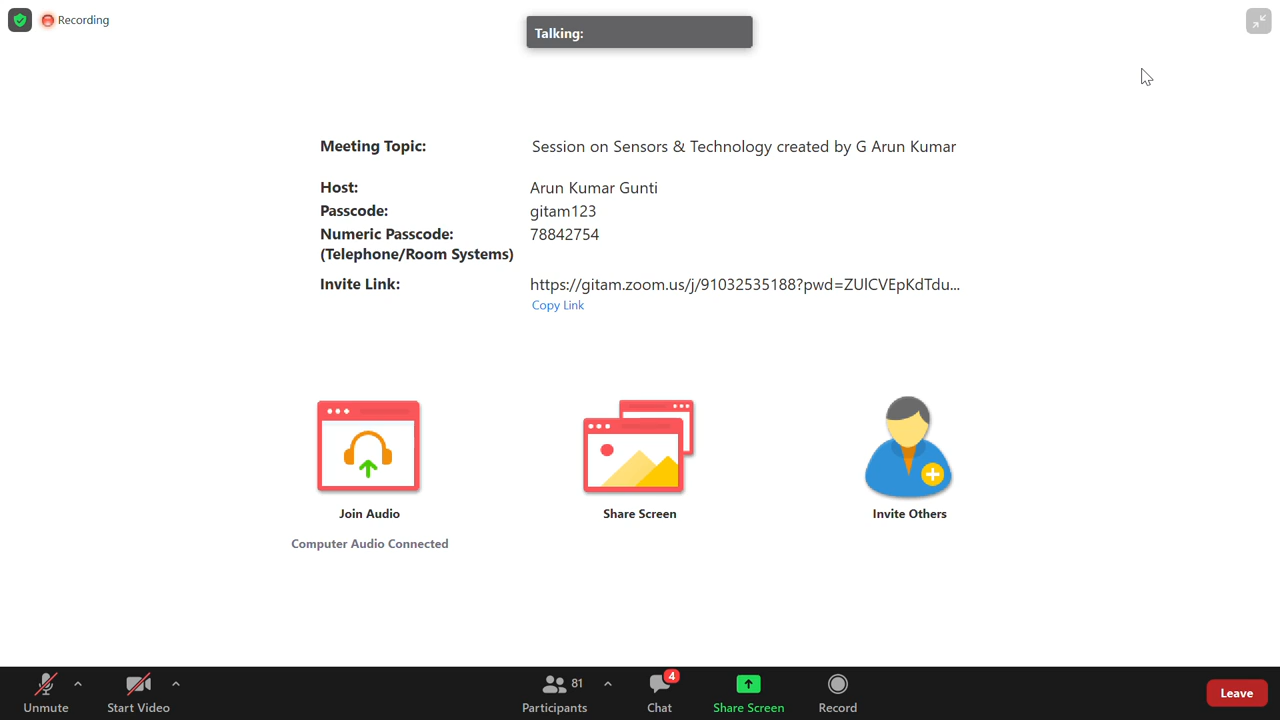 Recording
Talking:
Meeting Topic: Session on Sensors & Technology created by G Arun Kumar
Host: Arun Kumar Gunti
Passcode: gitam123
Numeric Passcode: 78842754
(Telephone/Room Systems)
Invite Link: https://gitam.zoom.us/j/91032535188?pwd=ZUlCVEpKdTdu...
Copy Link
Join Audio Share Screen Invite Others
Computer Audio Connected
81 4
Unmute Start Video Participants Chat Share Screen Record Leave